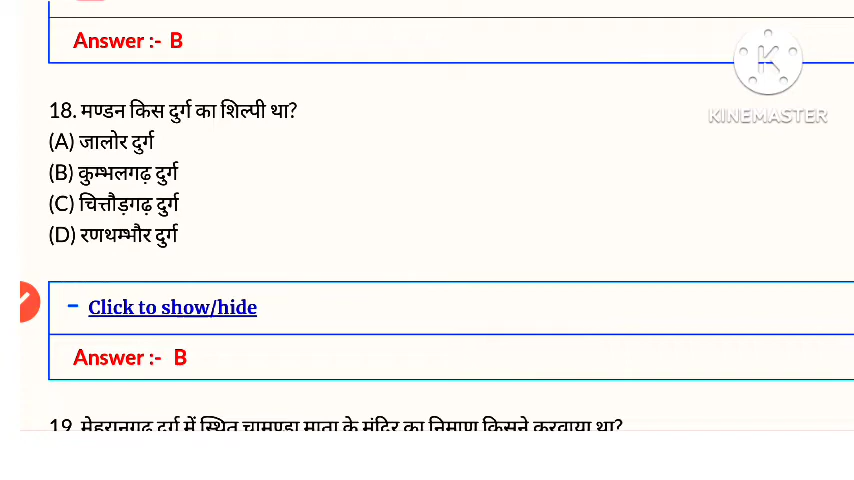 Answer :- B
KINEMASTER
18. मण्डन किस दुर्ग का शिल्पी था?
(A) जालोर दुर्ग
(B) कुम्भलगढ़ दुर्ग
(C) चित्तौड़गढ़ दुर्ग
(D) रणथम्भौर दुर्ग
– Click to show/hide
Answer :- B
19. मेहरानगढ़ दुर्ग में स्थित चामुण्डा माता के मंदिर का निर्माण किसने करवाया था?